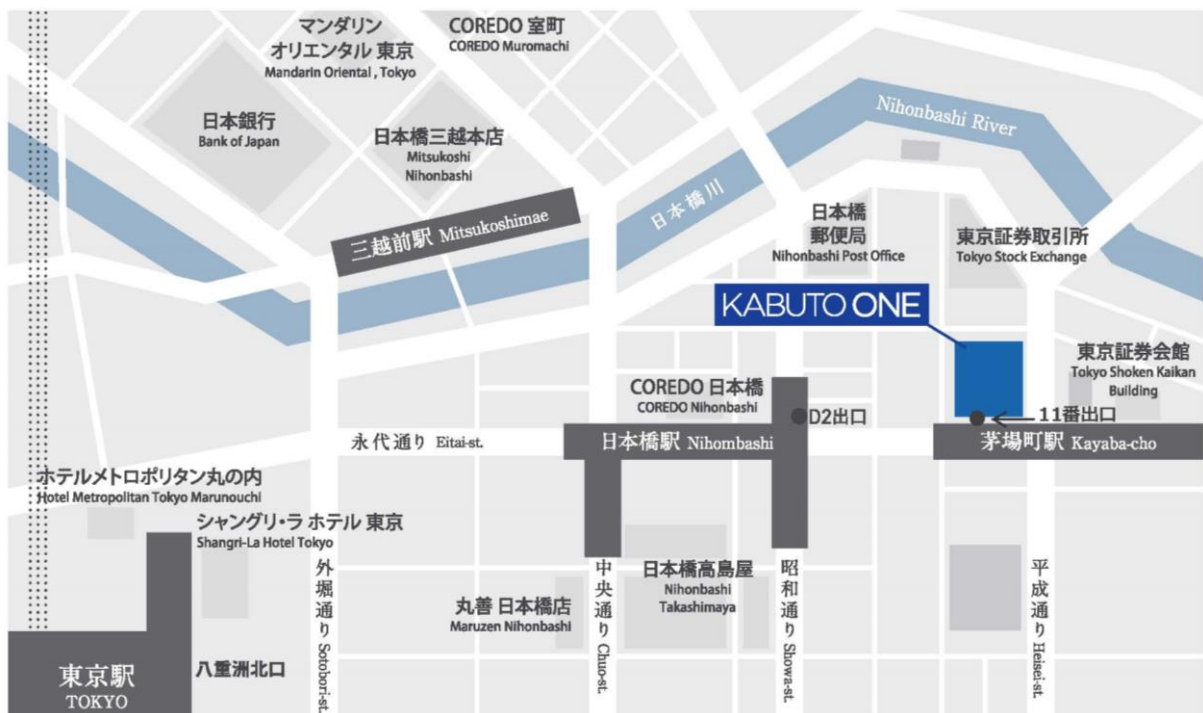 マンダリン
オリエンタル 東京
Mandarin Oriental , Tokyo
COREDO 室町
COREDO Muromachi
日本銀行
Bank of Japan
日本橋三越本店
Mitsukoshi
Nihonbashi
三越前駅 Mitsukoshimae
日本橋川
Nihonbashi River
日本橋
郵便局
Nihonbashi Post Office
東京証券取引所
Tokyo Stock Exchange
KABUTO ONE
東京証券会館
Tokyo Shoken Kaikan
Building
COREDO 日本橋
COREDO Nihonbashi
D2出口
11番出口
永代通り Eitai-st.
日本橋駅 Nihombashi
茅場町駅 Kayaba-cho
ホテルメトロポリタン丸の内
Hotel Metropolitan Tokyo Marunouchi
シャングリ・ラ ホテル 東京
Shangri-La Hotel Tokyo
外堀通り Sotobori-st.
丸善 日本橋店
Maruzen Nihonbashi
中央通り Chuo-st.
日本橋高島屋
Nihonbashi
Takashimaya
昭和通り Showa-st.
平成通り Heisei-st.
東京駅
TOKYO
八重洲北口